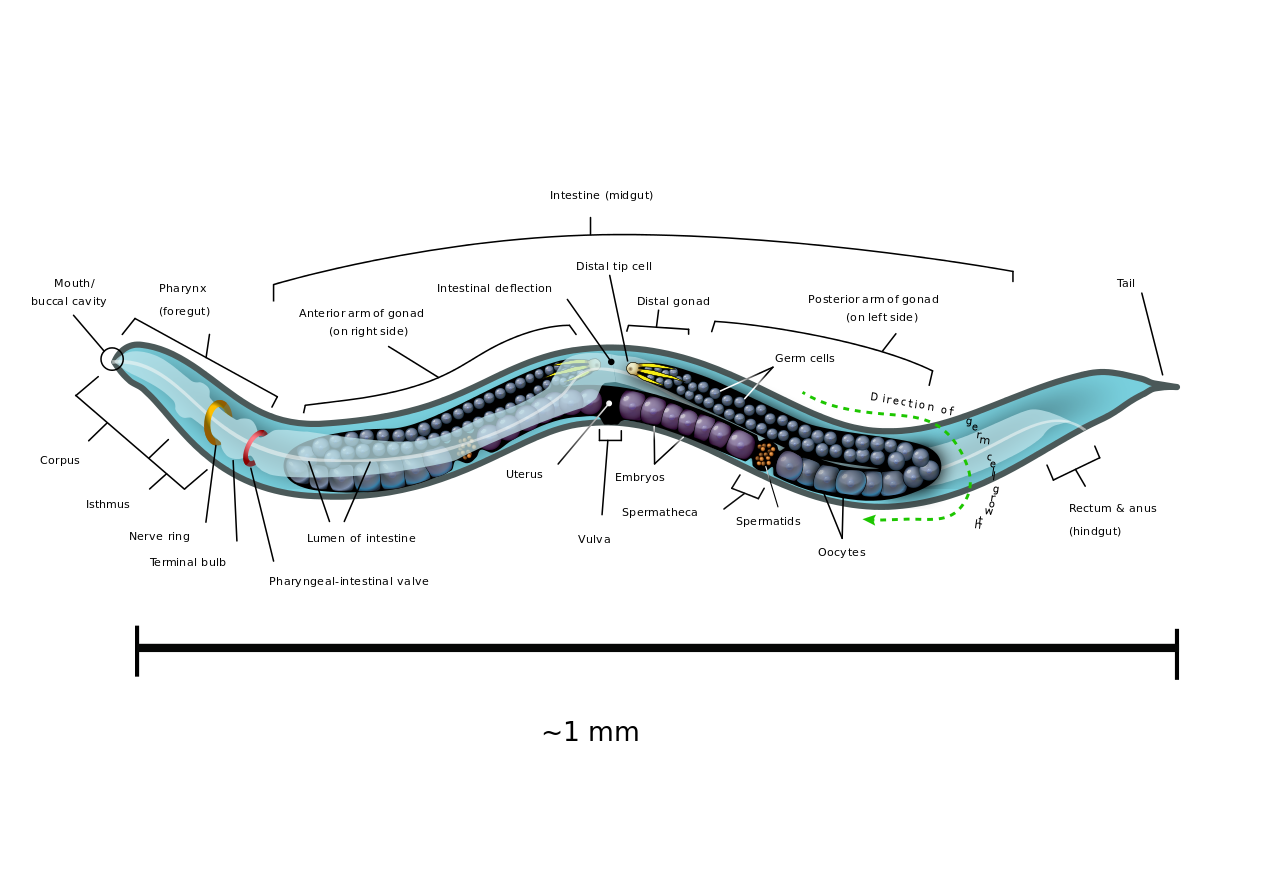 Intestine (midgut)
Distal tip cell
Mouth/
buccal cavity
Pharynx
(foregut)
Intestinal deflection
Distal gonad
Anterior arm of gonad
(on right side)
Posterior arm of gonad
(on left side)
Tail
Germ cells
Direction of germ cell growth
Corpus
Isthmus
Nerve ring
Terminal bulb
Pharyngeal-intestinal valve
Lumen of intestine
Uterus
Vulva
Embryos
Spermatheca
Spermatids
Oocytes
Rectum & anus
(hindgut)
~1 mm